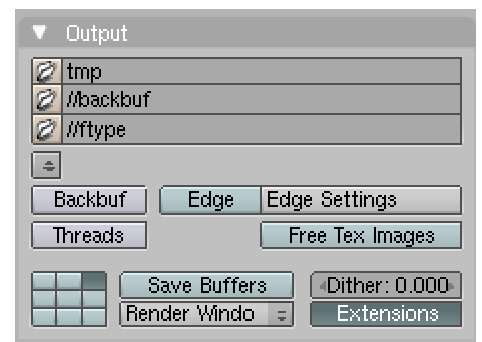 Output
tmp
//backbuf
//ftype
Backbuf Edge Edge Settings
Threads Free Tex Images
Save Buffers Dither: 0.000
Render Windo Extensions